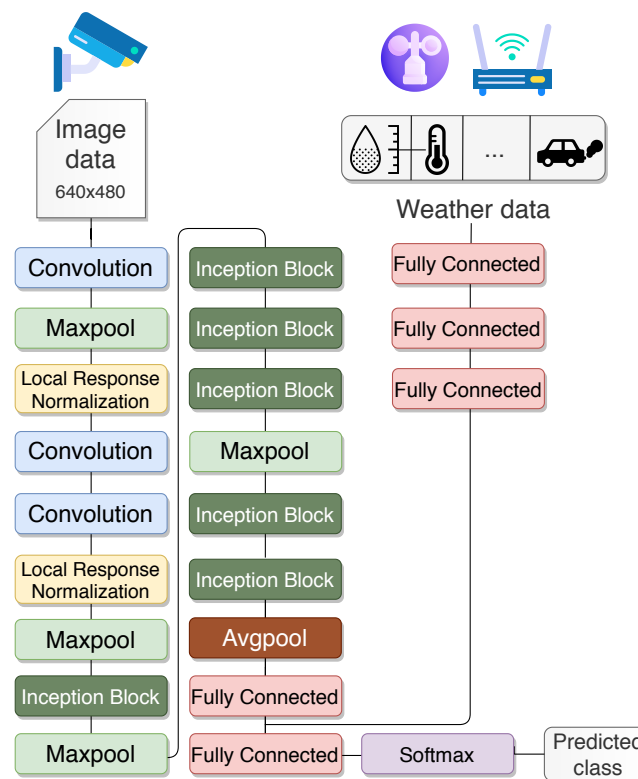 Image
data
640x480
Convolution
Maxpool
Local Response
Normalization
Convolution
Convolution
Local Response
Normalization
Maxpool
Inception Block
Maxpool
Inception Block
Inception Block
Inception Block
Maxpool
Inception Block
Inception Block
Avgpool
Fully Connected
Fully Connected
...
Weather data
Fully Connected
Fully Connected
Fully Connected
Softmax
Predicted
class